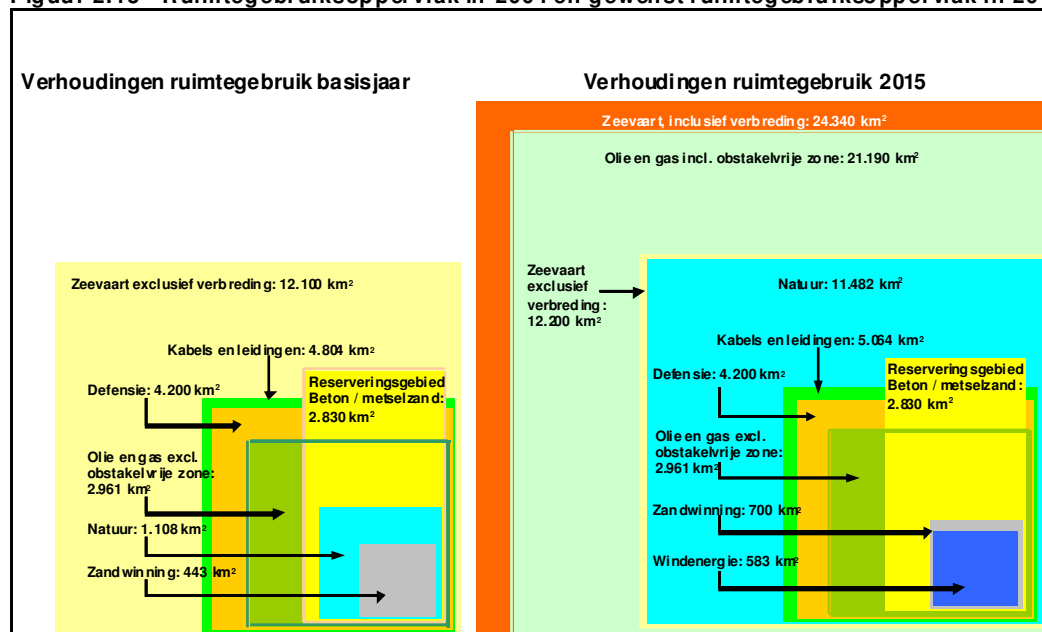 Verhoudingen ruimtegebruik basisjaar
Zeevaart exclusief verbreding: 12.100 km²
Kabels en leidingen: 4.804 km²
Defensie: 4.200 km²
Reserveringsgebied
Beton / metselzand:
2.830 km²
Olie en gas excl.
obstakelvrije zone:
2.961 km²
Natuur: 1.108 km²
Zandwinning: 443 km²
Verhoudingen ruimtegebruik 2015
Zeevaart, inclusief verbreding: 24.340 km²
Olie en gas incl. obstakelvrije zone: 21.190 km²
Zeevaart
exclusief
verbreding:
12.200 km²
Natuur: 11.482 km²
Kabels en leidingen: 5.064 km²
Defensie: 4.200 km²
Reserveringsgebied
Beton / metselzand:
2.830 km²
Olie en gas excl.
obstakelvrije zone:
2.961 km²
Zandwinning: 700 km²
Windenergie: 583 km²